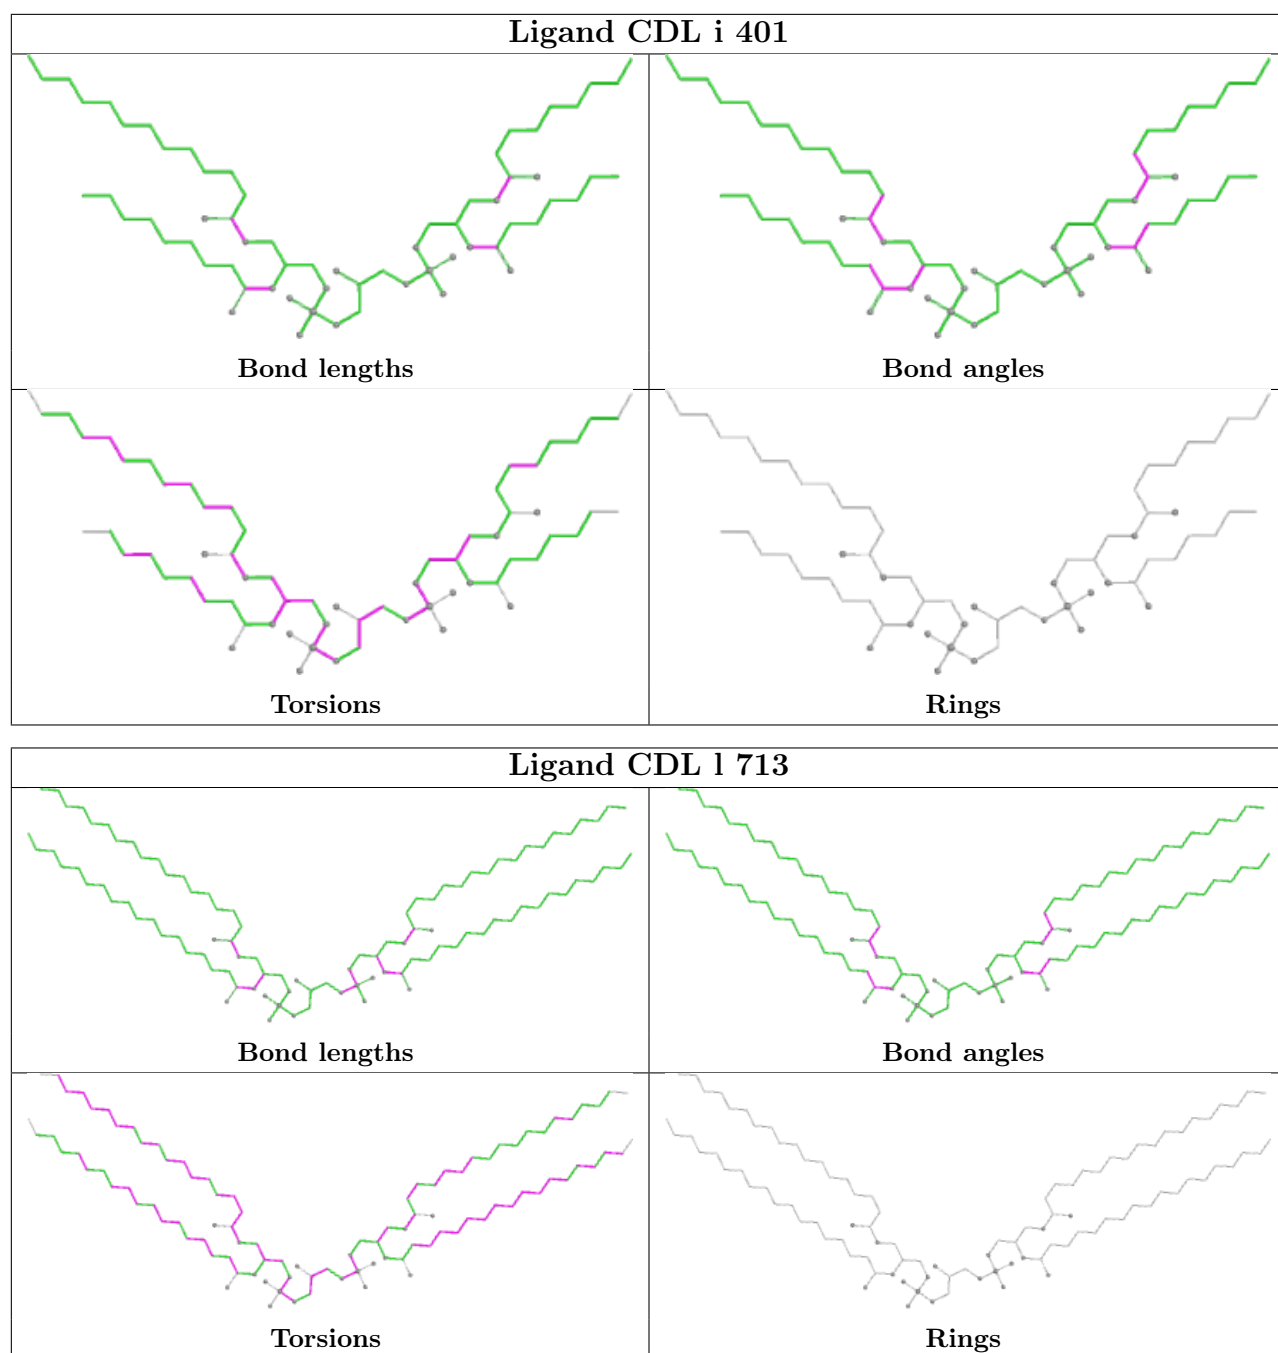 Ligand CDL i 401
Bond lengths
Bond angles
Torsions
Rings
Ligand CDL l 713
Bond lengths
Bond angles
Torsions
Rings